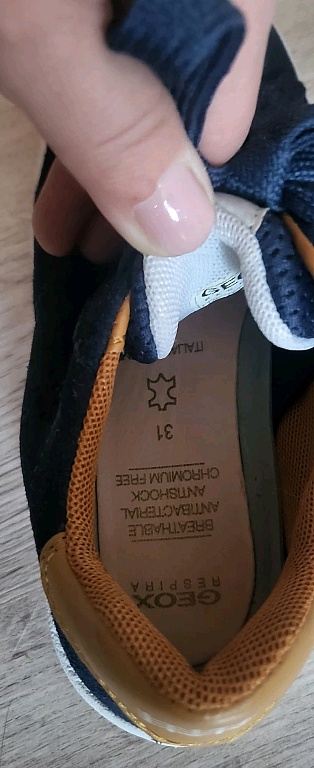 GEOX
RESPIRA
BREATHABLE
ANTIBACTERIAL
ANTISHOCK
CHROMIUM FREE
31